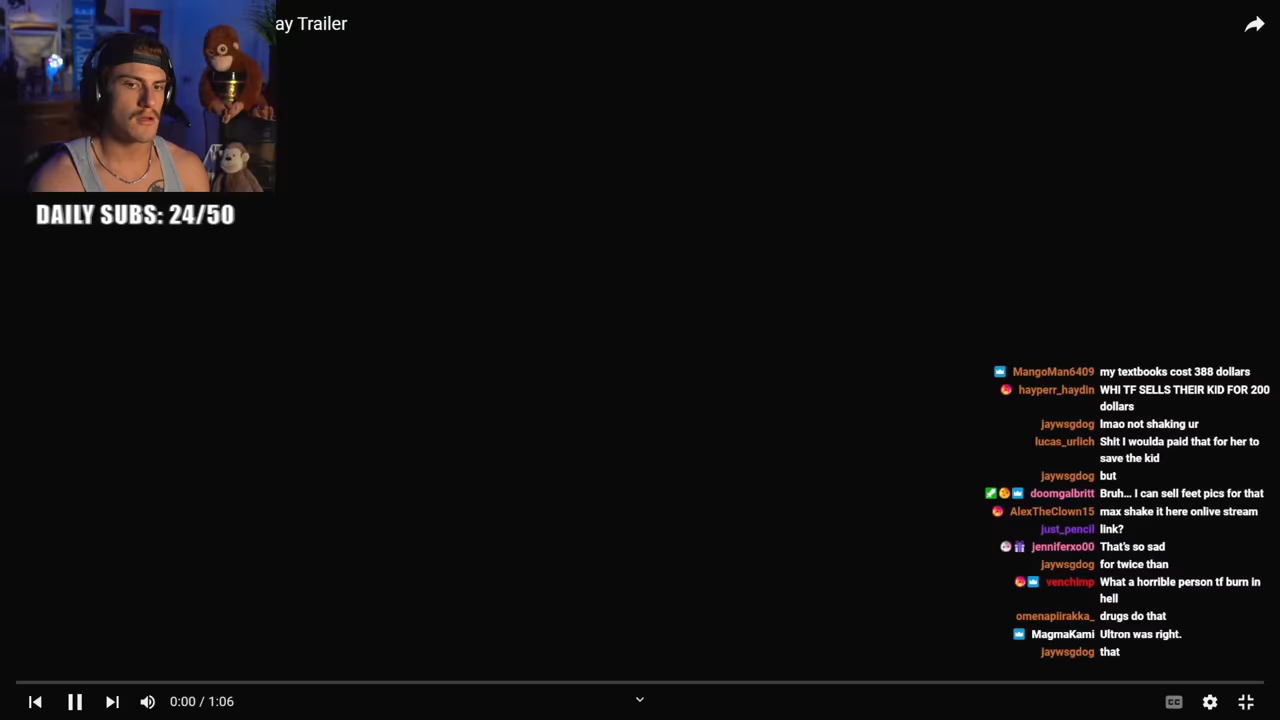 ay Trailer
DAILY SUBS: 24/50
MangoMan6409 my textbooks cost 388 dollars
hayperr_haydin WHI TF SELLS THEIR KID FOR 200
dollars
jaywsgdog lmao not shaking ur
lucas_urlich Shit I woulda paid that for her to
save the kid
jaywsgdog but
doomgalbritt Bruh... I can sell feet pics for that
AlexTheClown15 max shake it here onlive stream
just_pencil link?
jenniferxo00 That's so sad
jaywsgdog for twice than
venchimp What a horrible person tf burn in
hell
omenapiirakka_ drugs do that
MagmaKami Ultron was right.
jaywsgdog that
0:00 / 1:06
CC